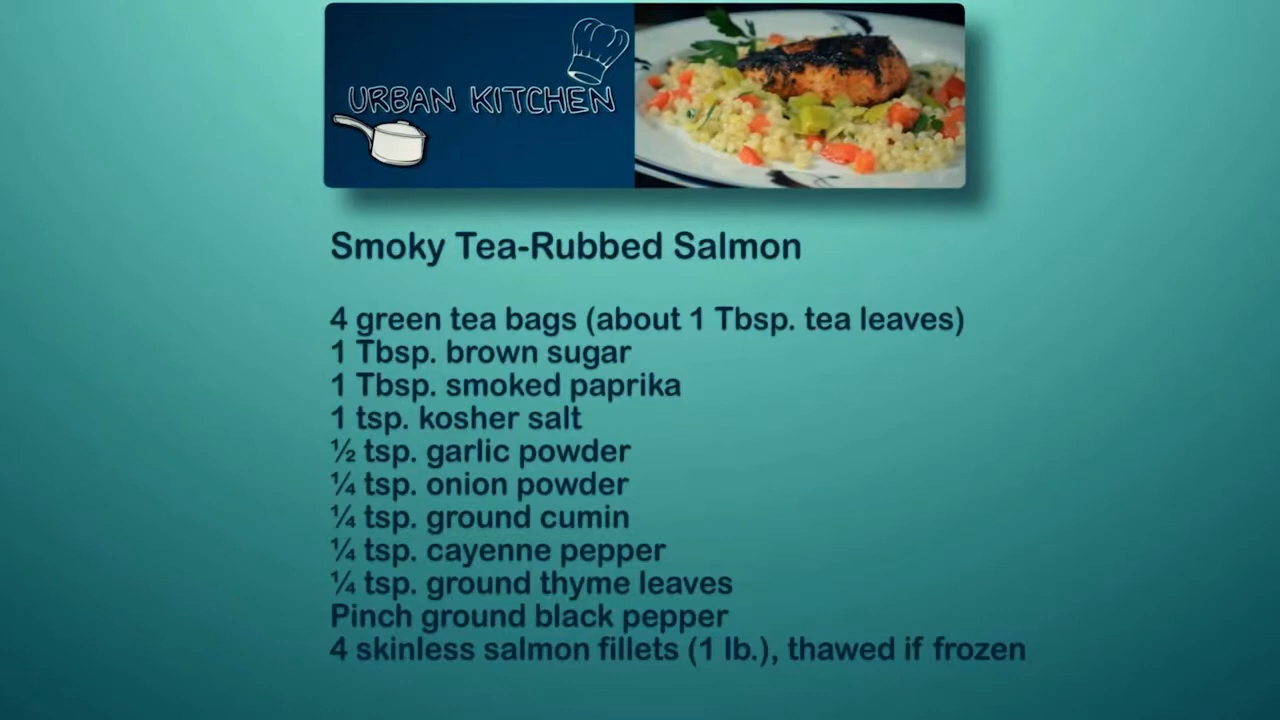 URBAN KITCHEN
Smoky Tea-Rubbed Salmon
4 green tea bags (about 1 Tbsp. tea leaves)
1 Tbsp. brown sugar
1 Tbsp. smoked paprika
1 tsp. kosher salt
½ tsp. garlic powder
¼ tsp. onion powder
¼ tsp. ground cumin
¼ tsp. cayenne pepper
¼ tsp. ground thyme leaves
Pinch ground black pepper
4 skinless salmon fillets (1 lb.), thawed if frozen